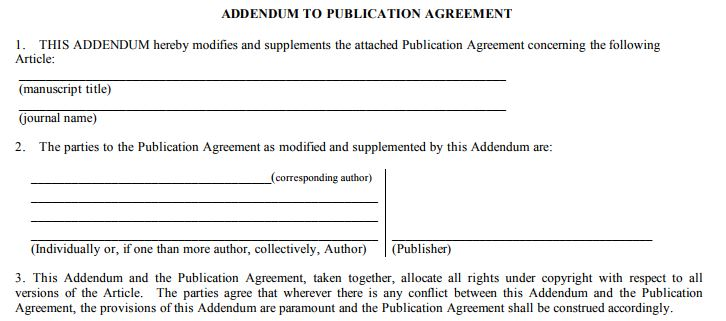 ADDENDUM TO PUBLICATION AGREEMENT
1. THIS ADDENDUM hereby modifies and supplements the attached Publication Agreement concerning the following
Article:
(manuscript title)
(journal name)
2. The parties to the Publication Agreement as modified and supplemented by this Addendum are:
(corresponding author)
(Individually or, if one than more author, collectively, Author)
(Publisher)
3. This Addendum and the Publication Agreement, taken together, allocate all rights under copyright with respect to all
versions of the Article. The parties agree that wherever there is any conflict between this Addendum and the Publication
Agreement, the provisions of this Addendum are paramount and the Publication Agreement shall be construed accordingly.